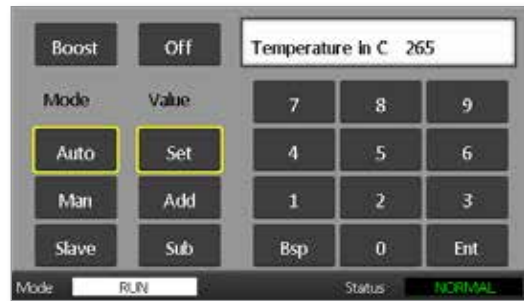 Boost Off Temperature in C 265
Mode Value 7 8 9
Auto Set 4 5 6
Man Add 1 2 3
Slave Sub Bsp 0 Ent
Mode RUN Status NORMAL